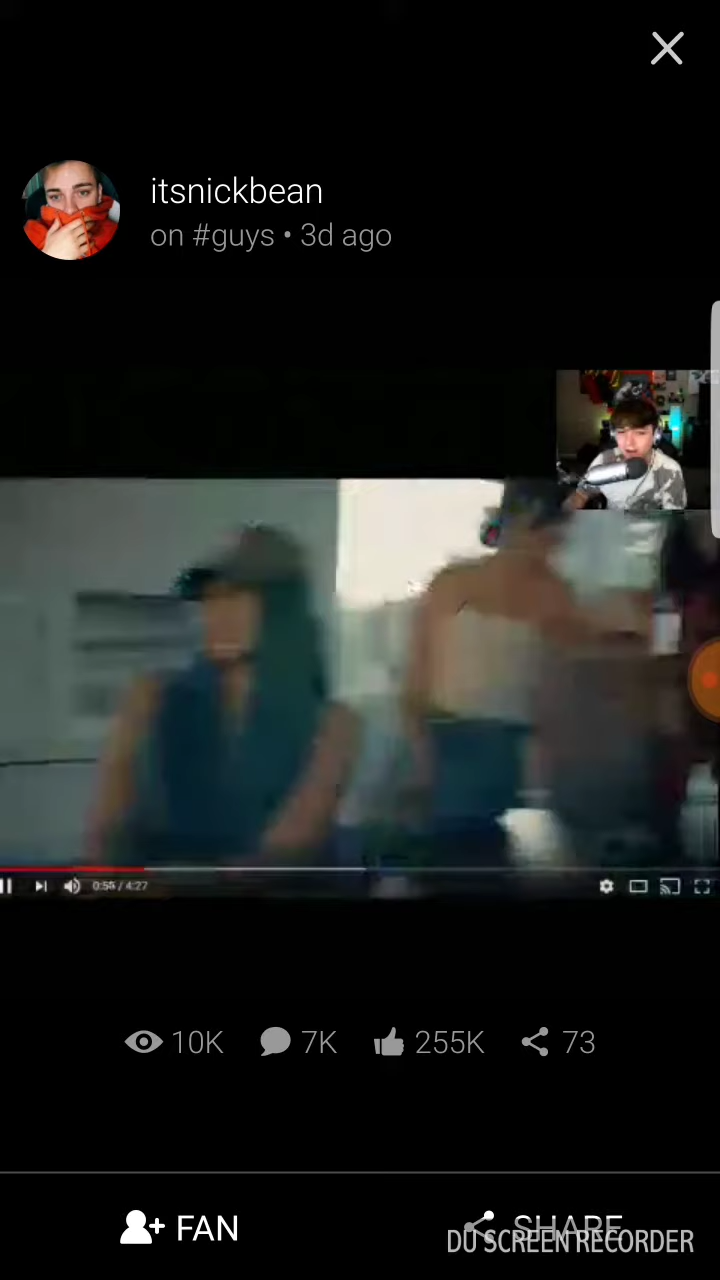 itsnickbean
on #guys • 3d ago
0:56 / 4:27
10K 7K 255K 73
FAN SHARE
DU SCREEN RECORDER